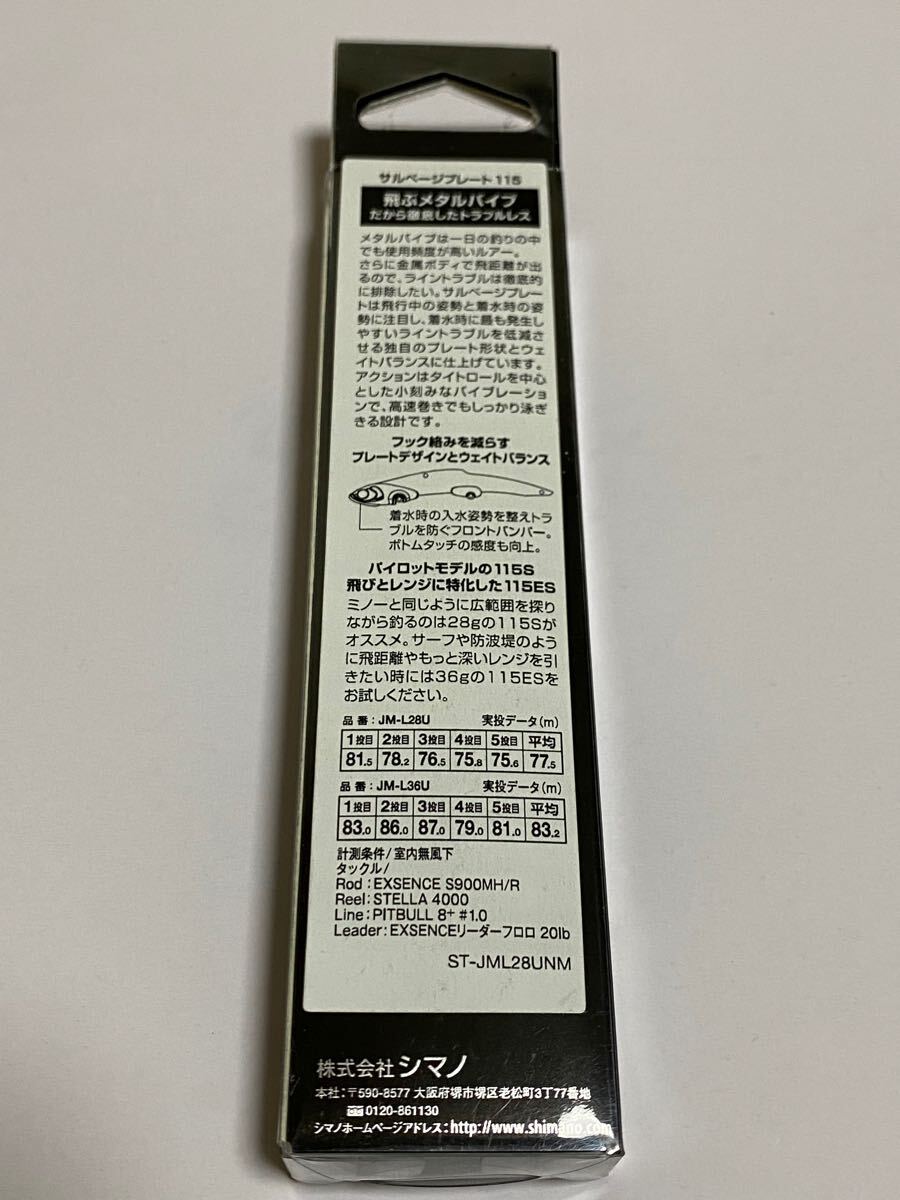 サルベージプレート115
飛ぶメタルバイブ
だから徹底したトラブルレス
メタルバイブは一日の釣りの中
でも使用頻度が高いルアー。
さらに金属ボディで飛距離が出
るので、ライントラブルは徹底的
に排除したい。サルベージプレー
トは飛行中の姿勢と着水時の姿
勢に注目し、着水時に最も発生し
やすいライントラブルを低減さ
せる独自のプレート形状とウェ
イトバランスに仕上げています。
アクションはタイトロールを中心
とした小刻みなバイブレーショ
ンで、高速巻きでもしっかり泳ぎ
きる設計です。
フック絡みを減らす
プレートデザインとウェイトバランス
着水時の入水姿勢を整えトラ
ブルを防ぐフロントバンパー。
ボトムタッチの感度も向上。
パイロットモデルの115S
飛びとレンジに特化した115ES
ミノーと同じように広範囲を探り
ながら釣るのは28gの115Sが
オススメ。サーフや防波堤のよう
に飛距離やもっと深いレンジを引
きたい時には36gの115ESを
お試しください。
品番：JM-L28U 実投データ(m)
1投目 2投目 3投目 4投目 5投目 平均
81.5 78.2 76.5 75.8 75.6 77.5
品番：JM-L36U 実投データ(m)
1投目 2投目 3投目 4投目 5投目 平均
83.0 86.0 87.0 79.0 81.0 83.2
計測条件/室内無風下
タックル/
Rod：EXSENCE S900MH/R
Reel：STELLA 4000
Line：PITBULL 8+ #1.0
Leader：EXSENCEリーダーフロロ 20lb
ST-JML28UNM
株式会社シマノ
本社：〒590-8577 大阪府堺市堺区老松町3丁77番地
0120-861130
シマノホームページアドレス：http://www.shimano.com